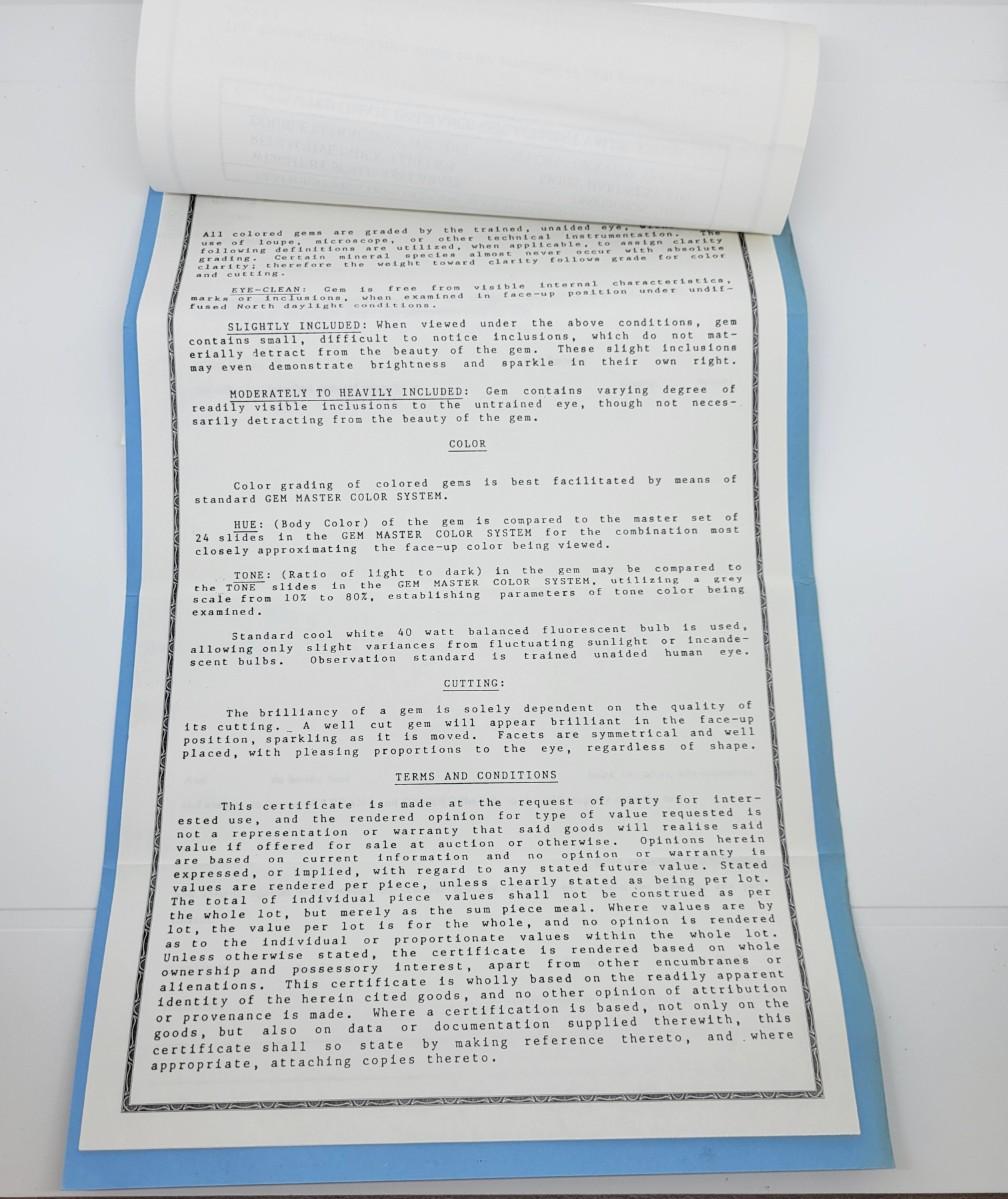 All colored gems are graded by the trained, unaided eye,
use of loupe, microscope, or other technical instrumentation. The
following definitions are utilized, when applicable, to assign clarity
grading. Certain mineral species almost never occur with absolute
clarity; therefore the weight toward clarity follows grade for color
and cutting.
EYE-CLEAN: Gem is free from visible internal characteristics,
marks or inclusions, when examined in face-up position under undif-
fused North daylight conditions.
SLIGHTLY INCLUDED: When viewed under the above conditions, gem
contains small, difficult to notice inclusions, which do not mat-
erially detract from the beauty of the gem. These slight inclusions
may even demonstrate brightness and sparkle in their own right.
MODERATELY TO HEAVILY INCLUDED: Gem contains varying degree of
readily visible inclusions to the untrained eye, though not neces-
sarily detracting from the beauty of the gem.
COLOR
Color grading of colored gems is best facilitated by means of
standard GEM MASTER COLOR SYSTEM.
HUE: (Body Color) of the gem is compared to the master set of
24 slides in the GEM MASTER COLOR SYSTEM for the combination most
closely approximating the face-up color being viewed.
TONE: (Ratio of light to dark) in the gem may be compared to
the TONE slides in the GEM MASTER COLOR SYSTEM, utilizing a grey
scale from 10% to 80%, establishing parameters of tone color being
examined.
Standard cool white 40 watt balanced fluorescent bulb is used,
allowing only slight variances from fluctuating sunlight or incande-
scent bulbs. Observation standard is trained unaided human eye.
CUTTING:
The brilliancy of a gem is solely dependent on the quality of
its cutting. A well cut gem will appear brilliant in the face-up
position, sparkling as it is moved. Facets are symmetrical and well
placed, with pleasing proportions to the eye, regardless of shape.
TERMS AND CONDITIONS
This certificate is made at the request of party for inter-
ested use, and the rendered opinion for type of value requested is
not a representation or warranty that said goods will realise said
value if offered for sale at auction or otherwise. Opinions herein
are based on current information and no opinion or warranty is
expressed, or implied, with regard to any stated future value. Stated
values are rendered per piece, unless clearly stated as being per lot.
The total of individual piece values shall not be construed as per
the whole lot, but merely as the sum piece meal. Where values are by
lot, the value per lot is for the whole, and no opinion is rendered
as to the individual or proportionate values within the whole lot.
Unless otherwise stated, the certificate is rendered based on whole
ownership and possessory interest, apart from other encumbranes or
alienations. This certificate is wholly based on the readily apparent
identity of the herein cited goods, and no other opinion of attribution
or provenance is made. Where a certification is based, not only on the
goods, but also on data or documentation supplied therewith, this
certificate shall so state by making reference thereto, and where
appropriate, attaching copies thereto.